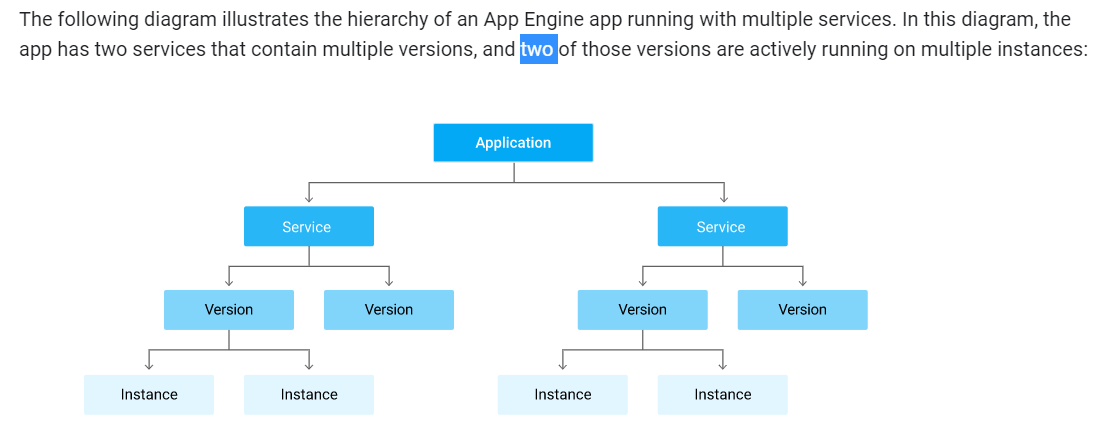 The following diagram illustrates the hierarchy of an App Engine app running with multiple services. In this diagram, the
app has two services that contain multiple versions, and two of those versions are actively running on multiple instances:
Application
Service
Service
Version
Version
Version
Version
Instance
Instance
Instance
Instance